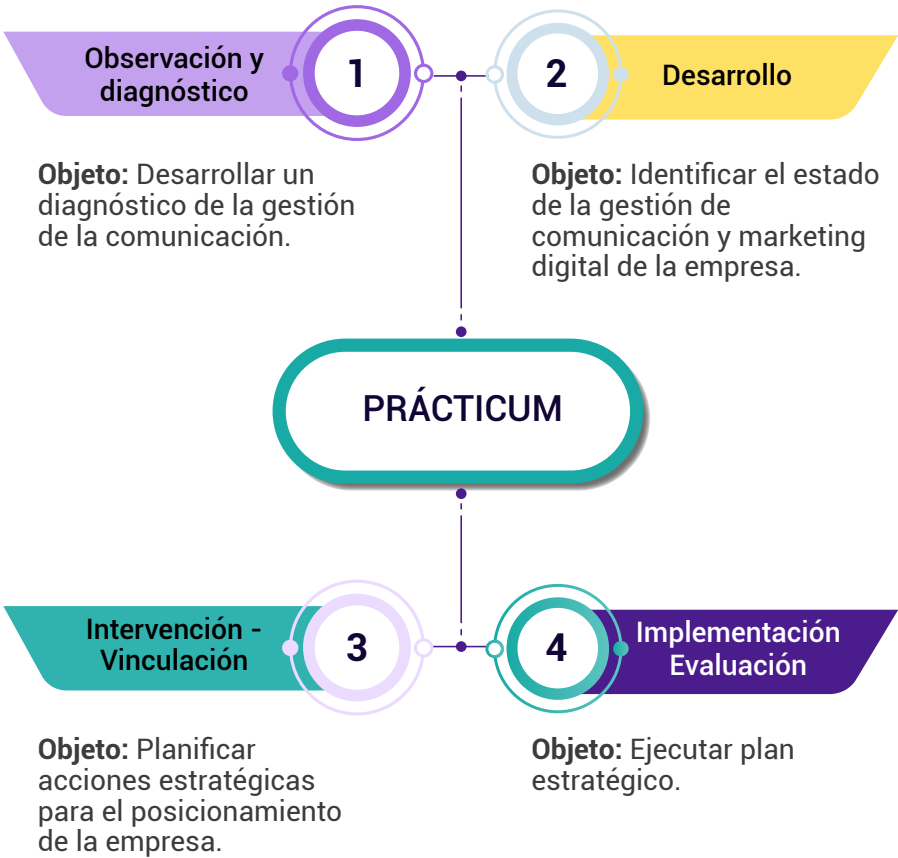 Observación y
diagnóstico
1
Objeto: Desarrollar un
diagnóstico de la gestión
de la comunicación.
2
Desarrollo
Objeto: Identificar el estado
de la gestión de
comunicación y marketing
digital de la empresa.
PRÁCTICUM
Intervención -
Vinculación
3
Objeto: Planificar
acciones estratégicas
para el posicionamiento
de la empresa.
4
Implementación
Evaluación
Objeto: Ejecutar plan
estratégico.